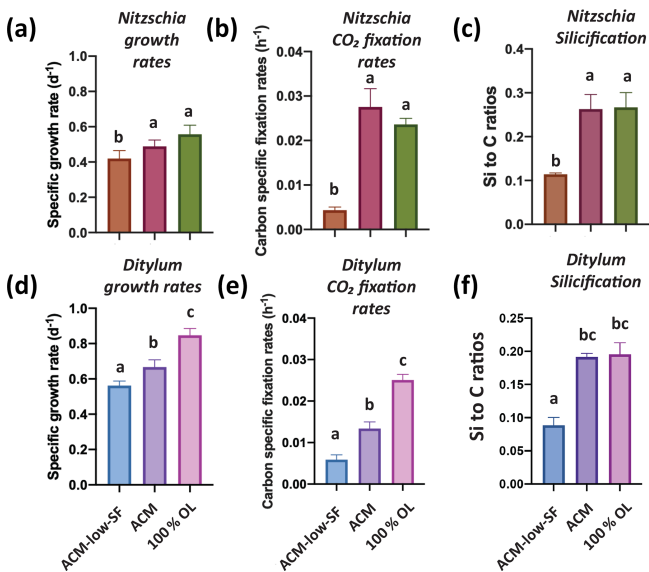 (a)
Nitzschia
growth
rates
Specific growth rate (d⁻¹)
1.0
0.8
0.6
0.4
0.2
0.0
b
a
a
(b)
Nitzschia
CO₂ fixation
rates
Carbon specific fixation rates (h⁻¹)
0.04
0.03
0.02
0.01
0.00
b
a
a
(c)
Nitzschia
Silicification
Si to C ratios
0.4
0.3
0.2
0.1
0.0
b
a
a
(d)
Ditylum
growth rates
Specific growth rate (d⁻¹)
1.0
0.8
0.6
0.4
0.2
0.0
a
b
c
ACM-low-SF
ACM
100 % OL
(e)
Ditylum
CO₂ fixation
rates
Carbon specific fixation rates (h⁻¹)
0.04
0.03
0.02
0.01
0.00
a
b
c
ACM-low-SF
ACM
100 % OL
(f)
Ditylum
Silicification
Si to C ratios
0.25
0.20
0.15
0.10
0.05
0.00
a
bc
bc
ACM-low-SF
ACM
100 % OL